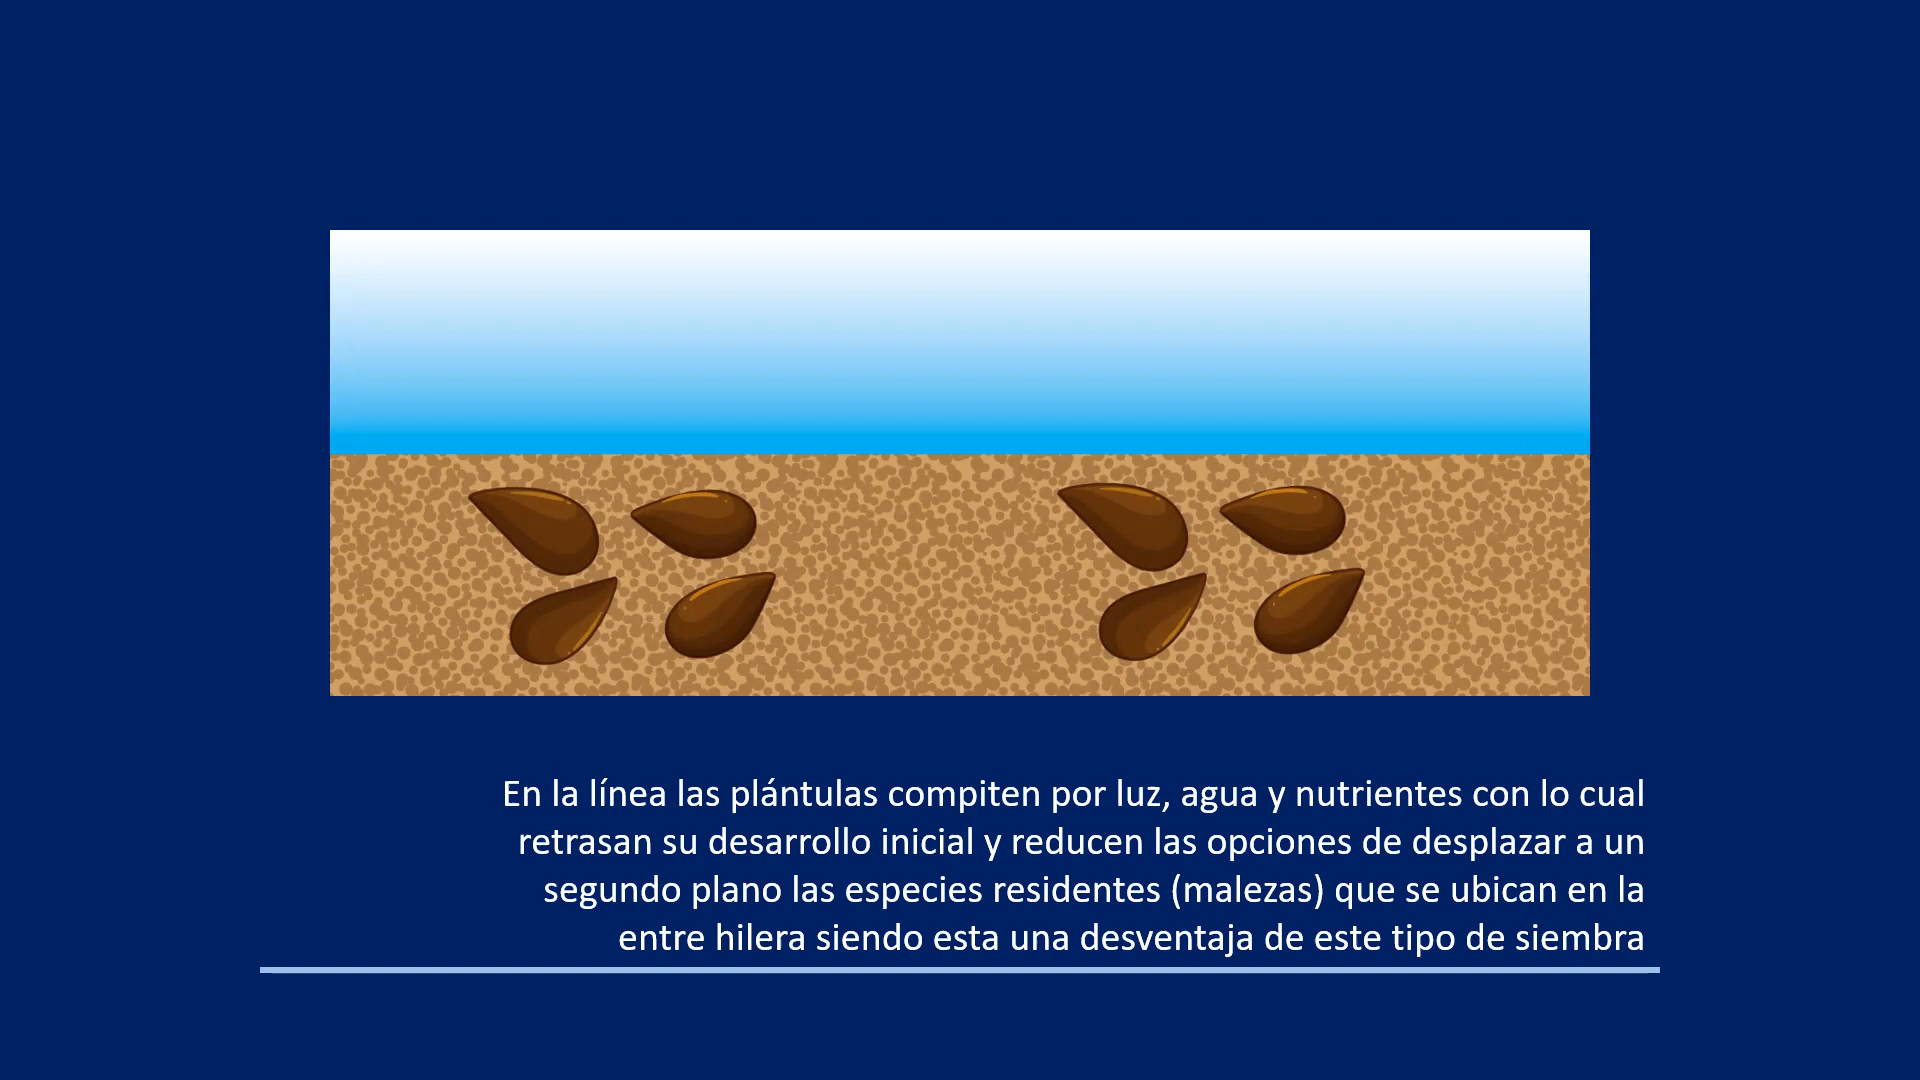 En la línea las plántulas compiten por luz, agua y nutrientes con lo cual
retrasan su desarrollo inicial y reducen las opciones de desplazar a un
segundo plano las especies residentes (malezas) que se ubican en la
entre hilera siendo esta una desventaja de este tipo de siembra